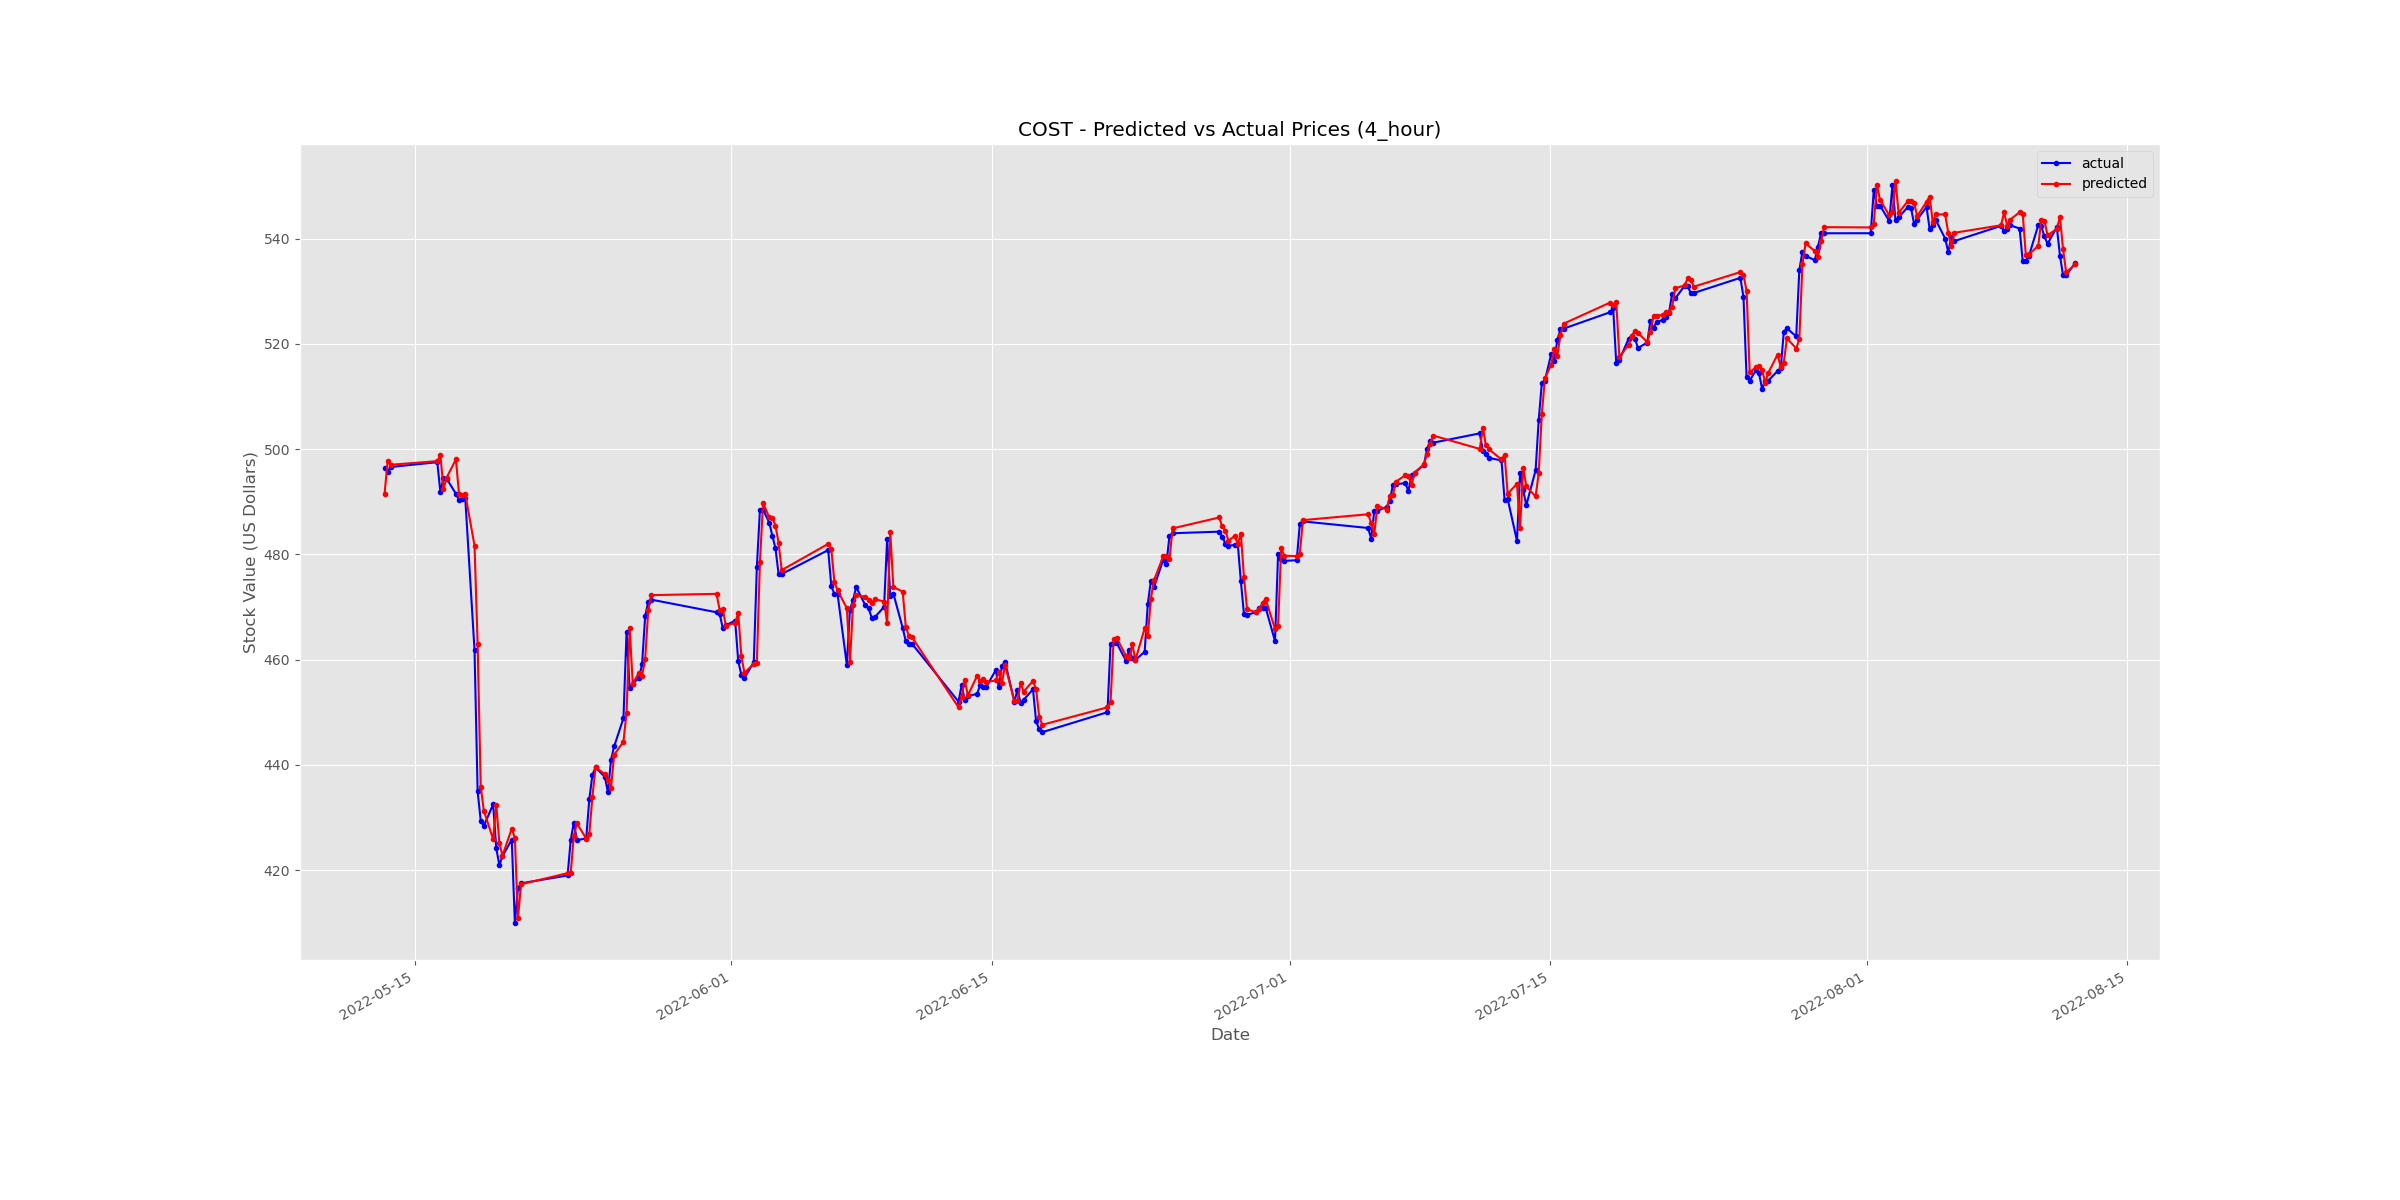 COST - Predicted vs Actual Prices (4_hour)
actual
predicted
Stock Value (US Dollars)
540
520
500
480
460
440
420
2022-05-15
2022-06-01
2022-06-15
2022-07-01
2022-07-15
2022-08-01
2022-08-15
Date